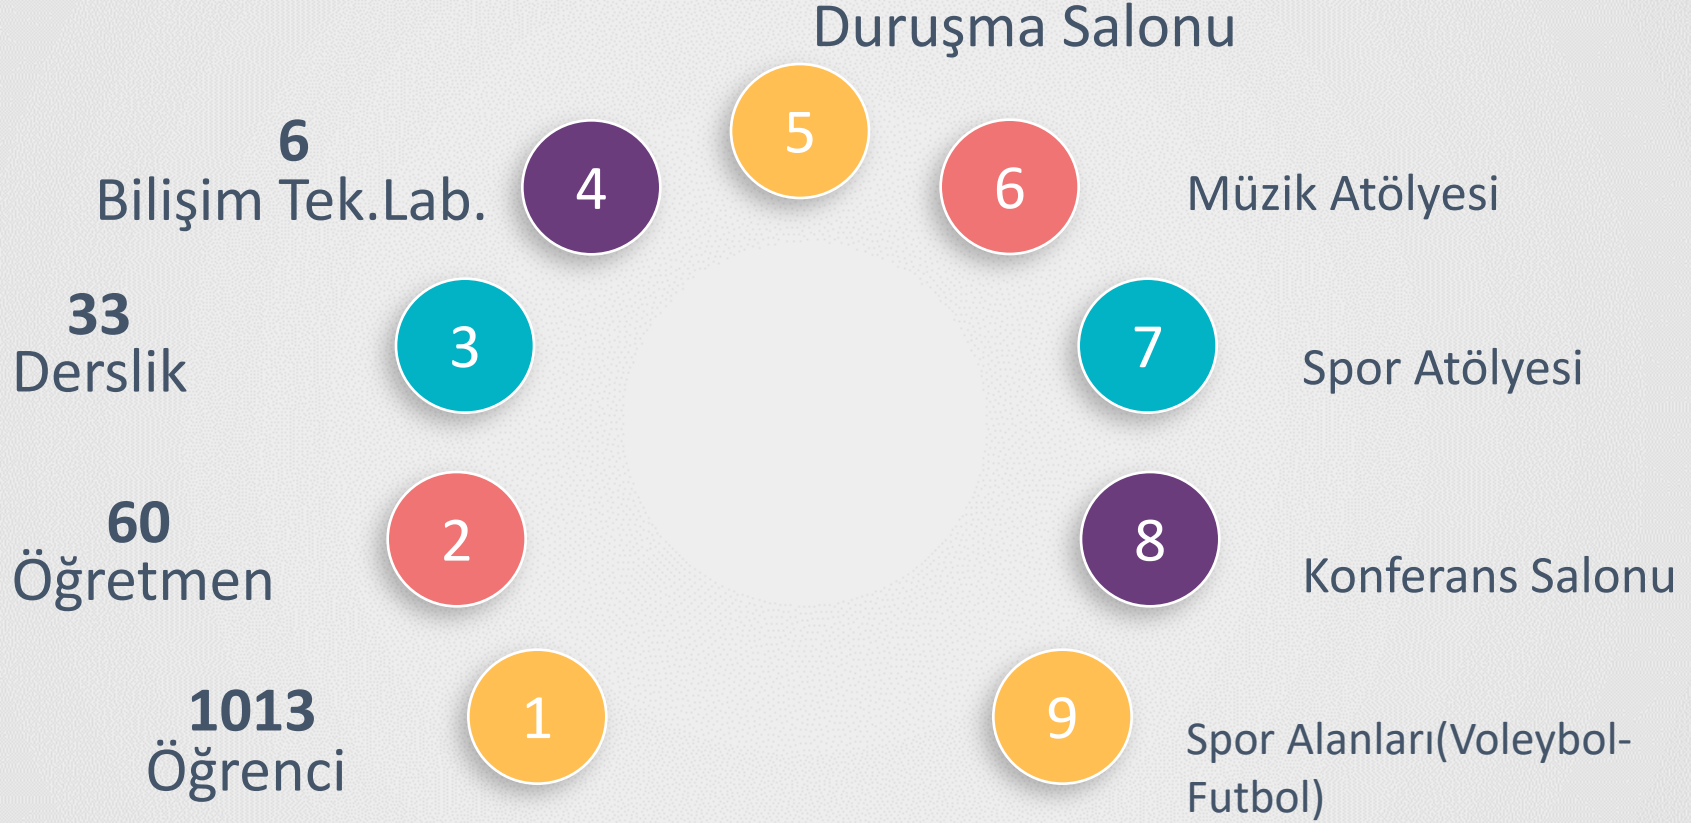 Duruşma Salonu
5
6
Bilişim Tek.Lab.
4
6
Müzik Atölyesi
33
Derslik
3
7
Spor Atölyesi
60
Öğretmen
2
8
Konferans Salonu
1013
Öğrenci
1
9
Spor Alanları(Voleybol-
Futbol)